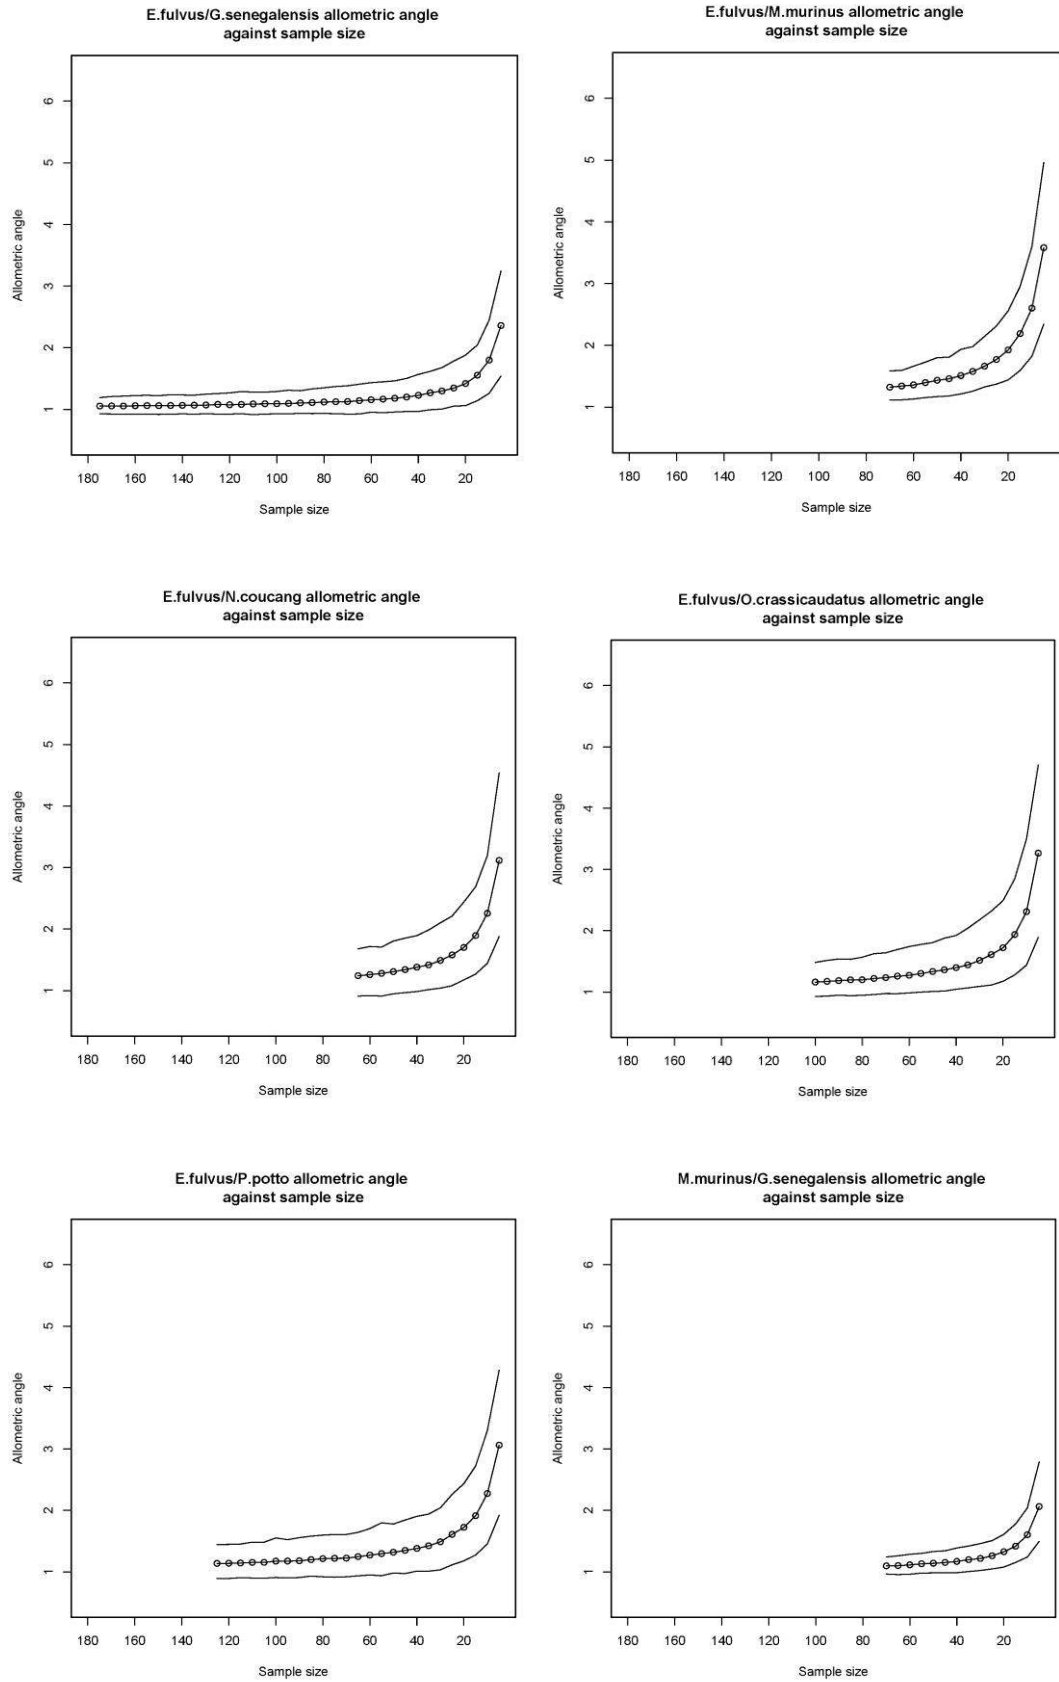 E.fulvus/G.senegalensis allometric angle
against sample size
6
5
4
3
2
1
Allometric angle
180 160 140 120 100 80 60 40 20
Sample size
E.fulvus/M.murinus allometric angle
against sample size
6
5
4
3
2
1
Allometric angle
180 160 140 120 100 80 60 40 20
Sample size
E.fulvus/N.coucang allometric angle
against sample size
6
5
4
3
2
1
Allometric angle
180 160 140 120 100 80 60 40 20
Sample size
E.fulvus/O.crassicaudatus allometric angle
against sample size
6
5
4
3
2
1
Allometric angle
180 160 140 120 100 80 60 40 20
Sample size
E.fulvus/P.potto allometric angle
against sample size
6
5
4
3
2
1
Allometric angle
180 160 140 120 100 80 60 40 20
Sample size
M.murinus/G.senegalensis allometric angle
against sample size
6
5
4
3
2
1
Allometric angle
180 160 140 120 100 80 60 40 20
Sample size